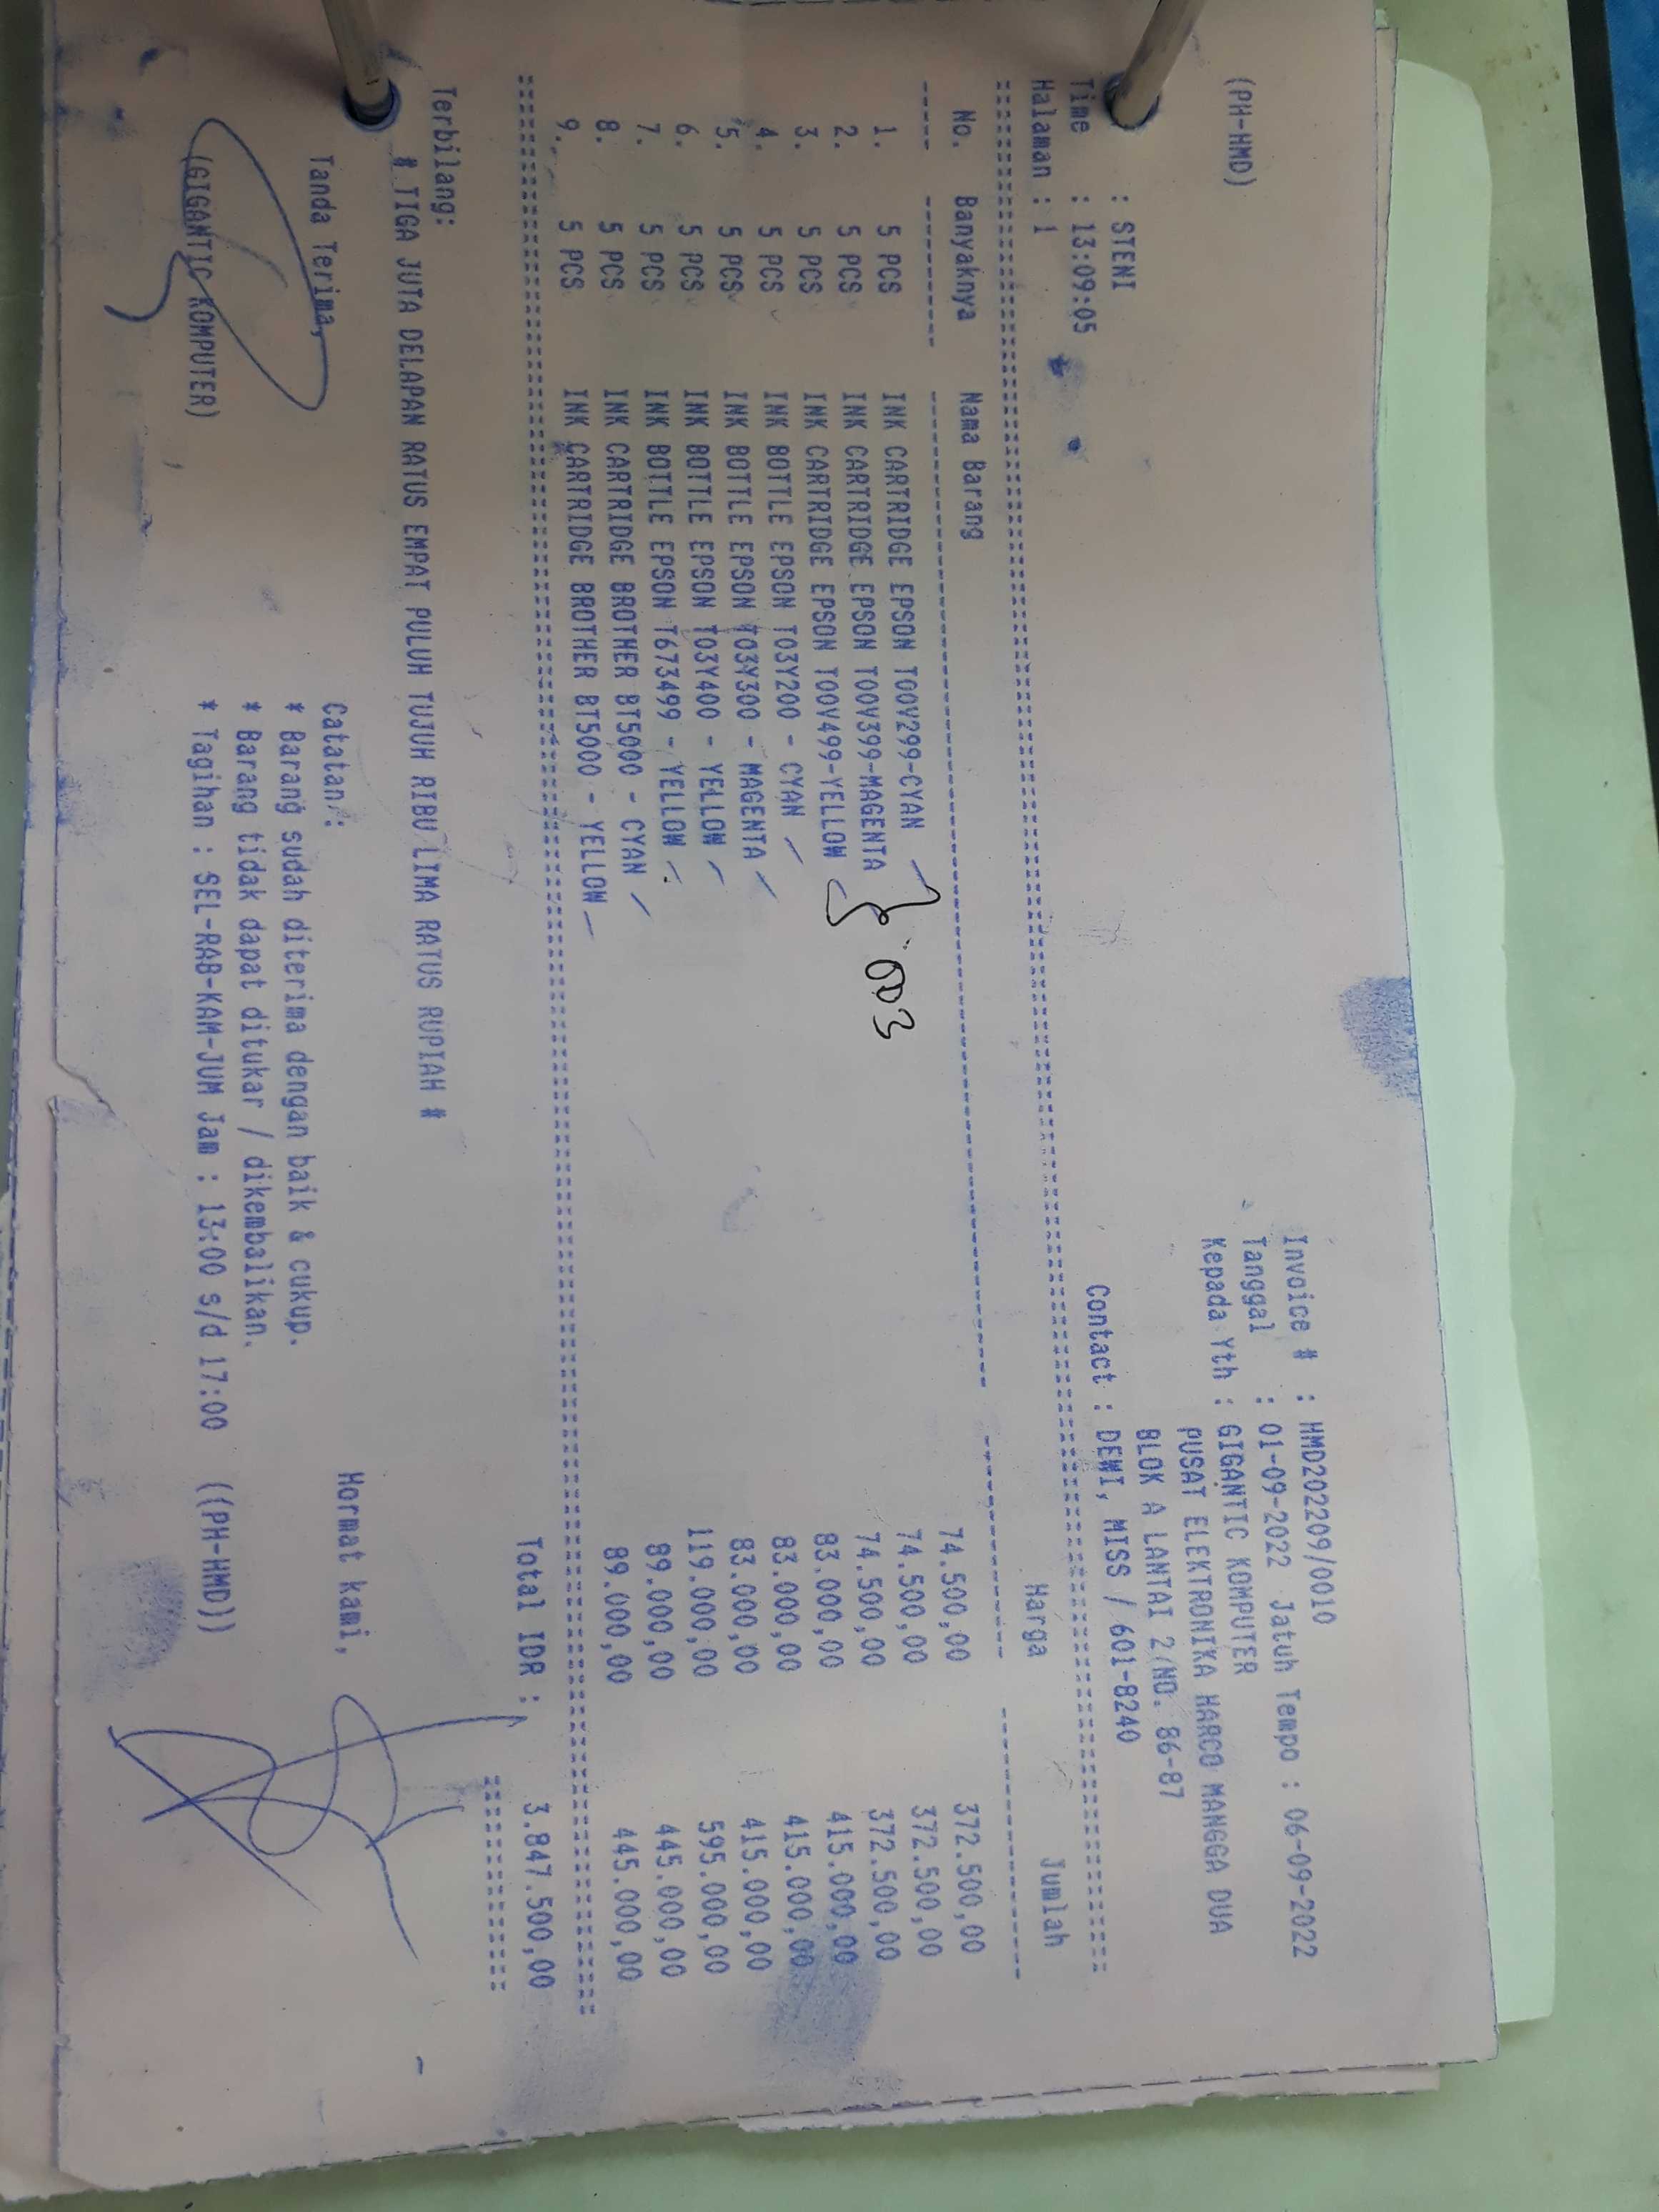 (PH-HMD)
Invoice # : HMD202209/0010
Tanggal : 01-09-2022 Jatuh Tempo : 06-09-2022
Kepada Yth : GIGANTIC KOMPUTER
PUSAT ELEKTRONIKA HARCO MANGGA DUA
BLOK A LANTAI 2 NO. 86-87
: STENI
Contact : DEWI, MISS / 601-8240
Time : 13:09:05
Halaman : 1
No. Banyaknya Nama Barang Harga Jumlah
1. 5 PCS INK CARTRIDGE EPSON T00V299-CYAN 74.500,00 372.500,00
2. 5 PCS INK CARTRIDGE EPSON T00V399-MAGENTA 74.500,00 372.500,00
3. 5 PCS INK CARTRIDGE EPSON T00V499-YELLOW 74.500,00 372.500,00
003
4. 5 PCS INK BOTTLE EPSON T03Y200 - CYAN 83.000,00 415.000,00
5. 5 PCS INK BOTTLE EPSON T03Y300 - MAGENTA 83.000,00 415.000,00
6. 5 PCS INK BOTTLE EPSON T03Y400 - YELLOW 83.000,00 415.000,00
7. 5 PCS INK BOTTLE EPSON T673499 - YELLOW 119.000,00 595.000,00
8. 5 PCS INK CARTRIDGE BROTHER BT5000 - CYAN 89.000,00 445.000,00
9. 5 PCS INK CARTRIDGE BROTHER BT5000 - YELLOW 89.000,00 445.000,00
Total IDR : 3.847.500,00
Terbilang:
# TIGA JUTA DELAPAN RATUS EMPAT PULUH TUJUH RIBU LIMA RATUS RUPIAH #
Tanda Terima, Catatan: Hormat kami,
* Barang sudah diterima dengan baik & cukup.
* Barang tidak dapat ditukar / dikembalikan.
(GIGANTIC KOMPUTER) * Tagihan : SEL-RAB-KAM-JUM Jam : 13:00 s/d 17:00 ((PH-HMD))